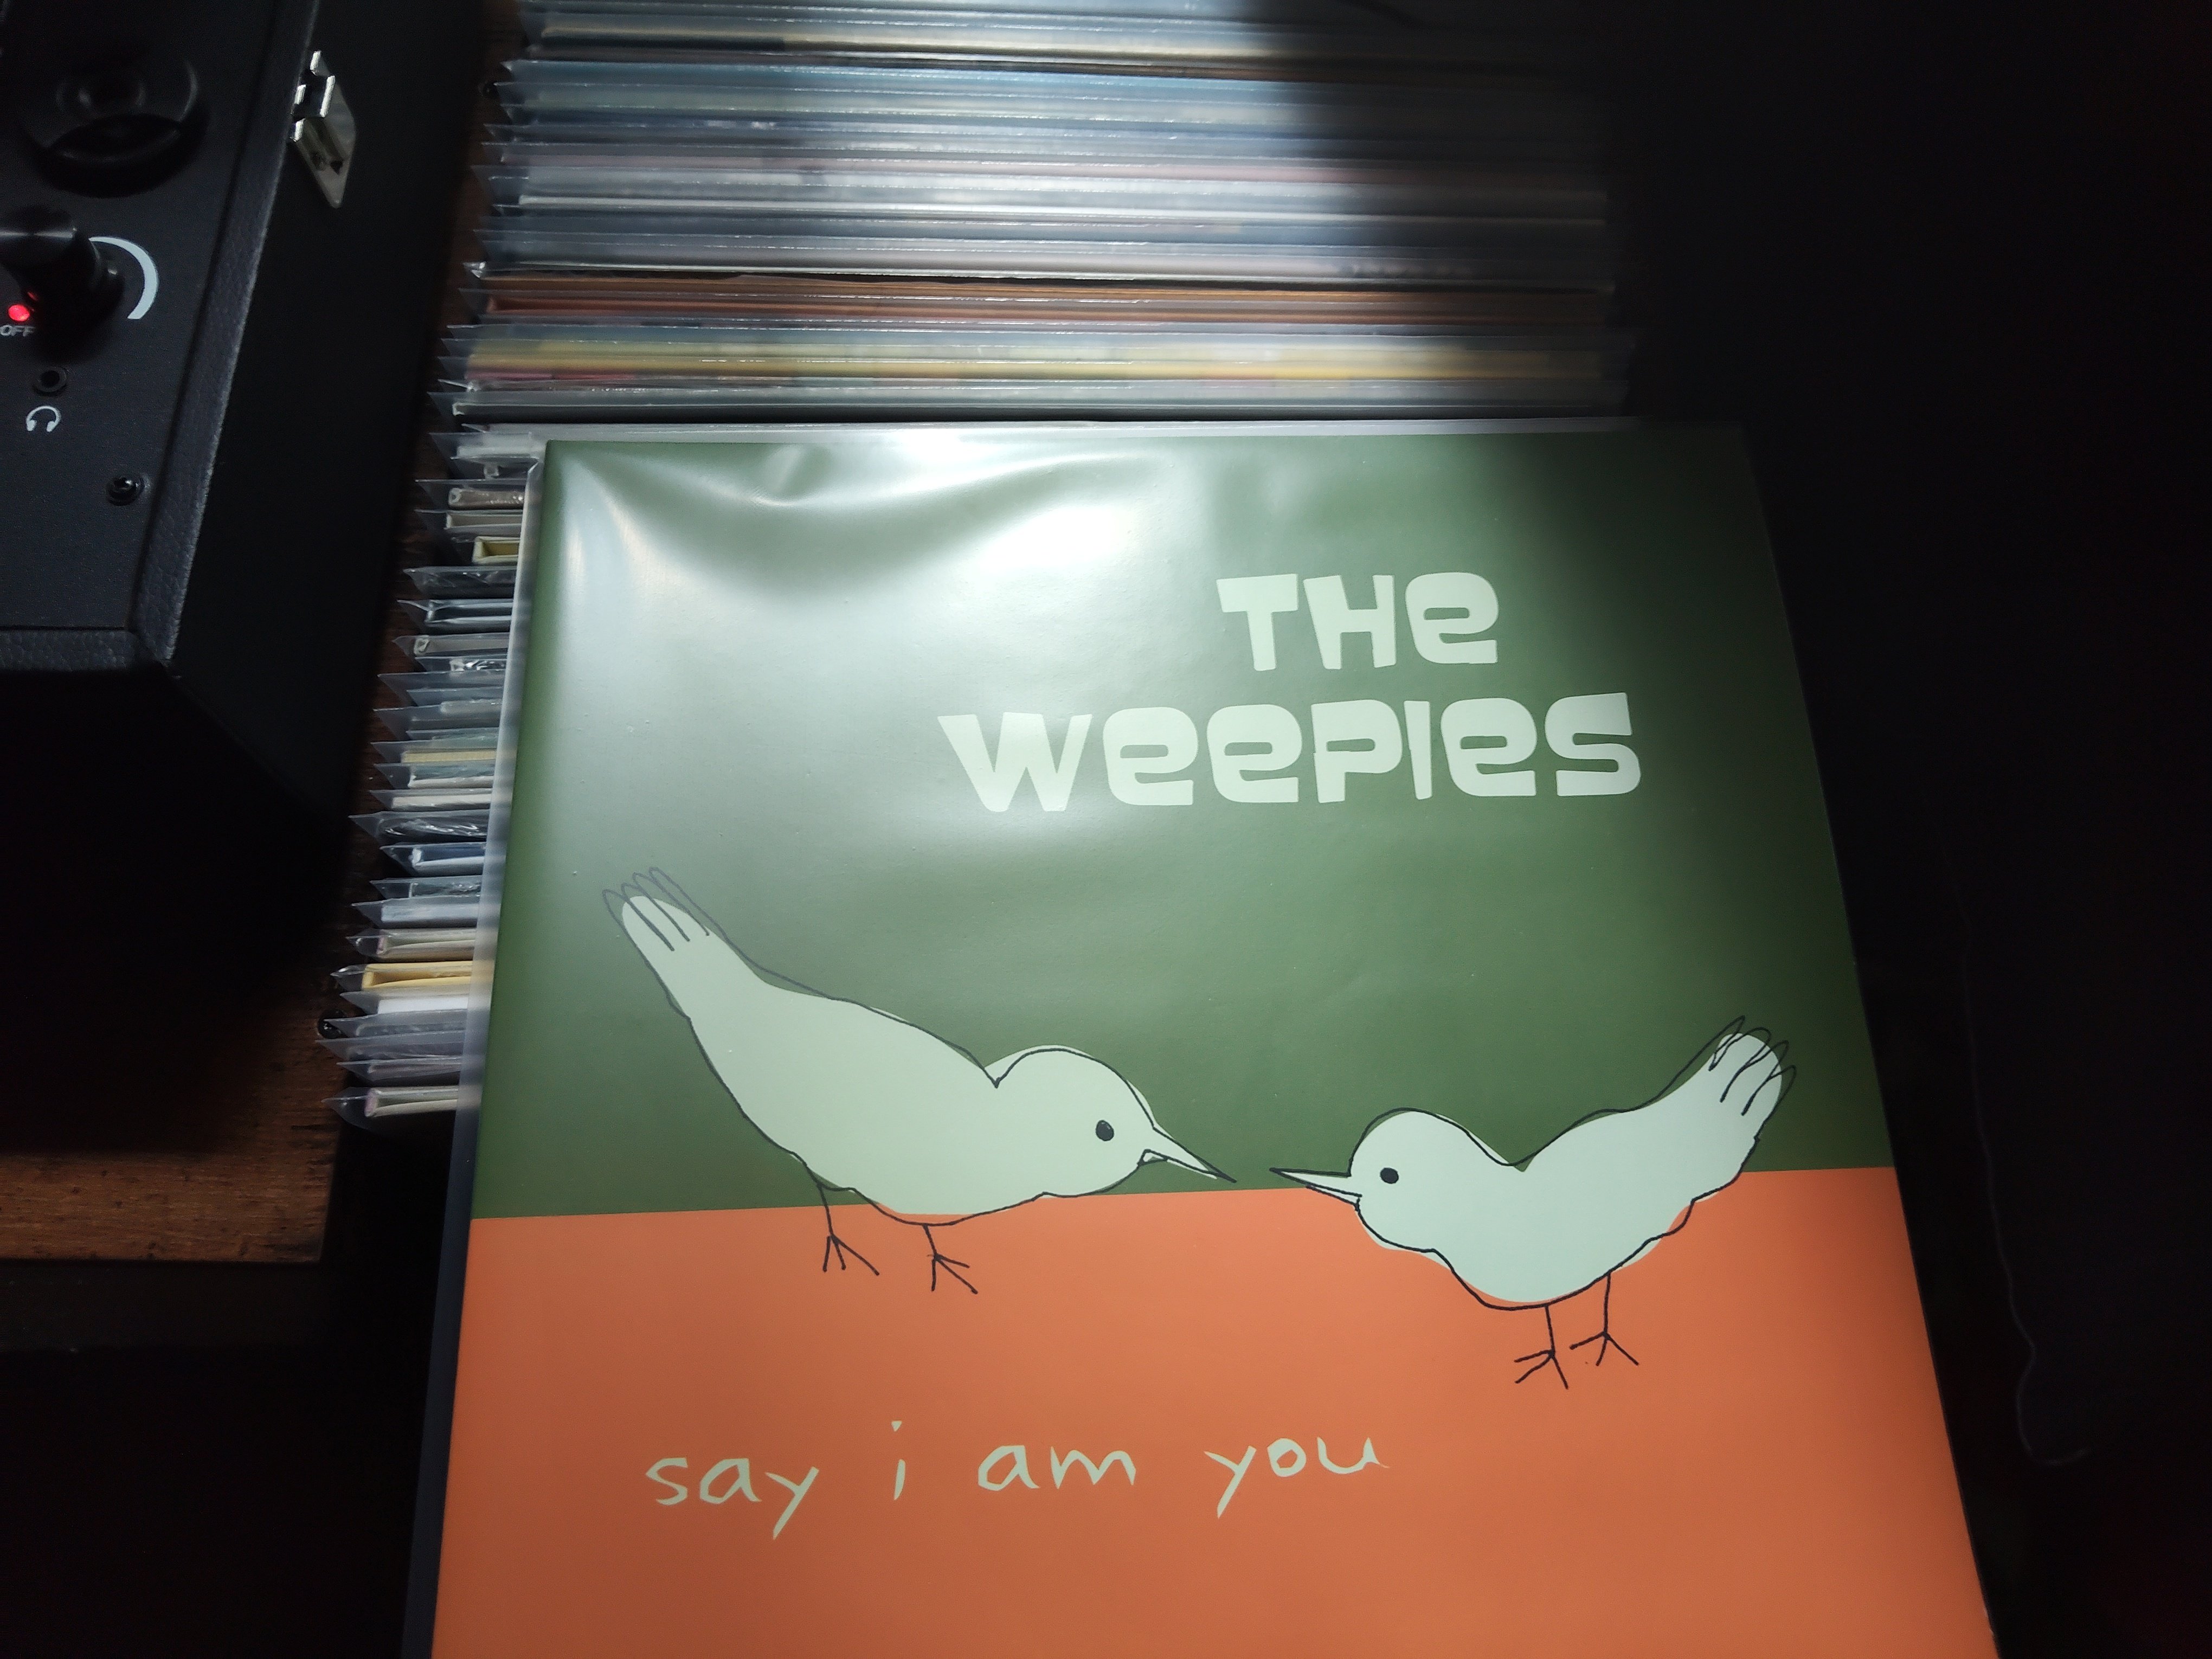 OFF
THE
WEEPIES
say i am you